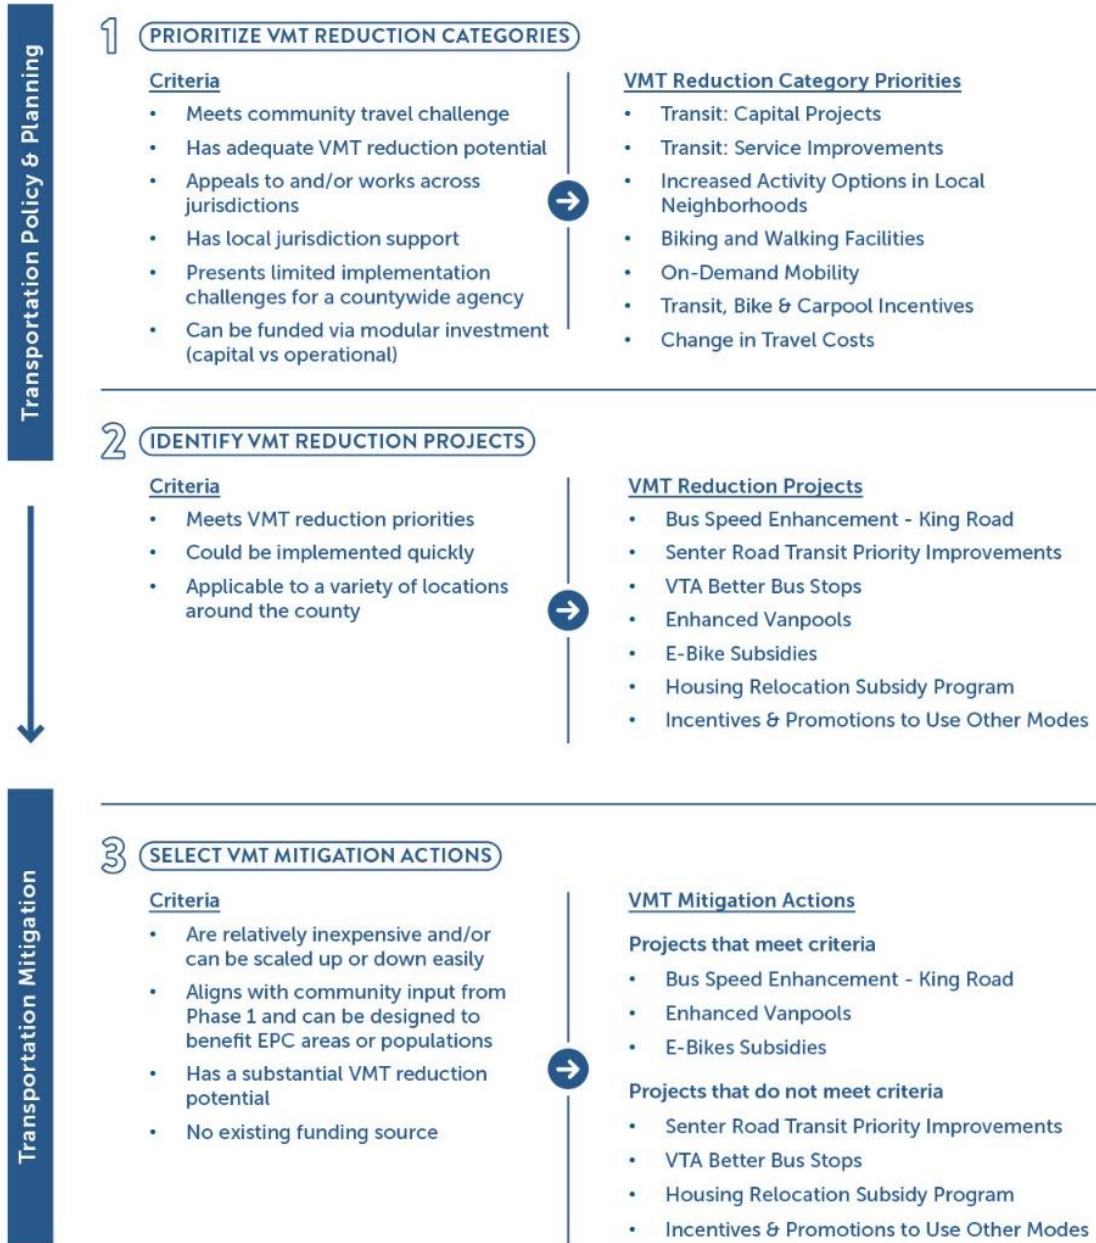 Transportation Policy & Planning
1 PRIORITIZE VMT REDUCTION CATEGORIES
Criteria
• Meets community travel challenge
• Has adequate VMT reduction potential
• Appeals to and/or works across
jurisdictions
• Has local jurisdiction support
• Presents limited implementation
challenges for a countywide agency
• Can be funded via modular investment
(capital vs operational)
VMT Reduction Category Priorities
• Transit: Capital Projects
• Transit: Service Improvements
• Increased Activity Options in Local
Neighborhoods
• Biking and Walking Facilities
• On-Demand Mobility
• Transit, Bike & Carpool Incentives
• Change in Travel Costs
2 IDENTIFY VMT REDUCTION PROJECTS
Criteria
• Meets VMT reduction priorities
• Could be implemented quickly
• Applicable to a variety of locations
around the county
VMT Reduction Projects
• Bus Speed Enhancement - King Road
• Senter Road Transit Priority Improvements
• VTA Better Bus Stops
• Enhanced Vanpools
• E-Bike Subsidies
• Housing Relocation Subsidy Program
• Incentives & Promotions to Use Other Modes
Transportation Mitigation
3 SELECT VMT MITIGATION ACTIONS
Criteria
• Are relatively inexpensive and/or
can be scaled up or down easily
• Aligns with community input from
Phase 1 and can be designed to
benefit EPC areas or populations
• Has a substantial VMT reduction
potential
• No existing funding source
VMT Mitigation Actions
Projects that meet criteria
• Bus Speed Enhancement - King Road
• Enhanced Vanpools
• E-Bikes Subsidies
Projects that do not meet criteria
• Senter Road Transit Priority Improvements
• VTA Better Bus Stops
• Housing Relocation Subsidy Program
• Incentives & Promotions to Use Other Modes